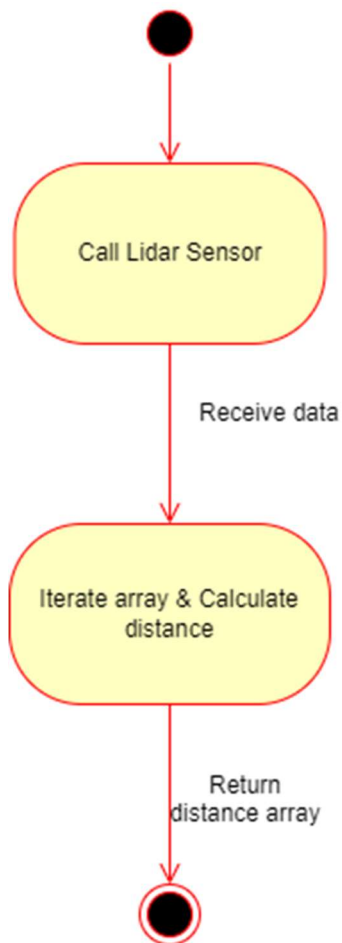 Call Lidar Sensor
Receive data
Iterate array & Calculate
distance
Return
distance array